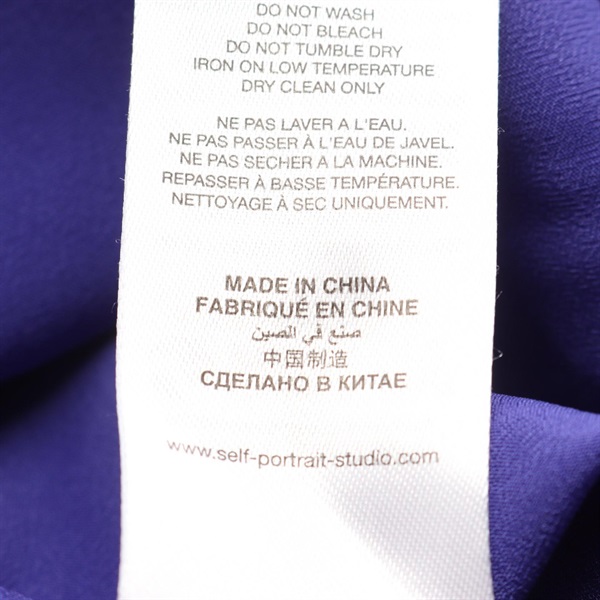 DO NOT WASH
DO NOT BLEACH
DO NOT TUMBLE DRY
IRON ON LOW TEMPERATURE
DRY CLEAN ONLY
NE PAS LAVER A L'EAU.
NE PAS PASSER À L'EAU DE JAVEL.
NE PAS SECHER A LA MACHINE.
REPASSER À BASSE TEMPÉRATURE.
NETTOYAGE À SEC UNIQUEMENT.
MADE IN CHINA
FABRIQUÉ EN CHINE
صنع في الصين
中国制造
СДЕЛАНО В КИТАЕ
www.self-portrait-studio.com